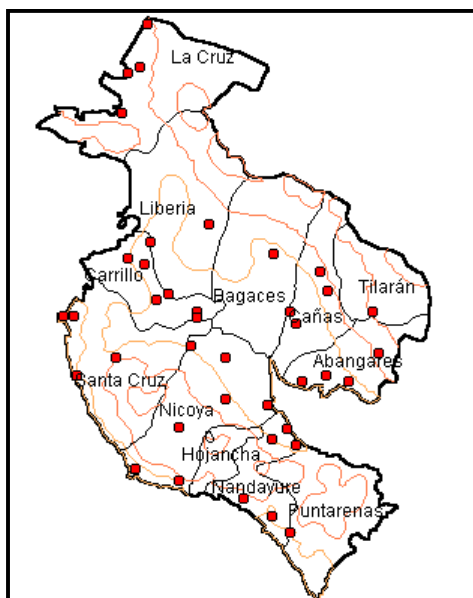 La Cruz
Liberia
Carrillo
Bagaces
Tilarán
Cañas
Abangares
Santa Cruz
Nicoya
Hojancha
Nandayure
Puntarenas